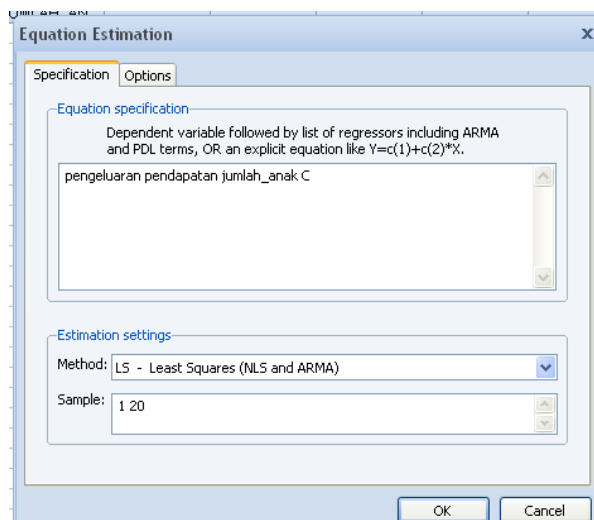 Equation Estimation
x
Specification Options
Equation specification
Dependent variable followed by list of regressors including ARMA
and PDL terms, OR an explicit equation like Y=c(1)+c(2)*X.
pengeluaran pendapatan jumlah_anak C
Estimation settings
Method: LS - Least Squares (NLS and ARMA)
Sample: 1 20
OK Cancel